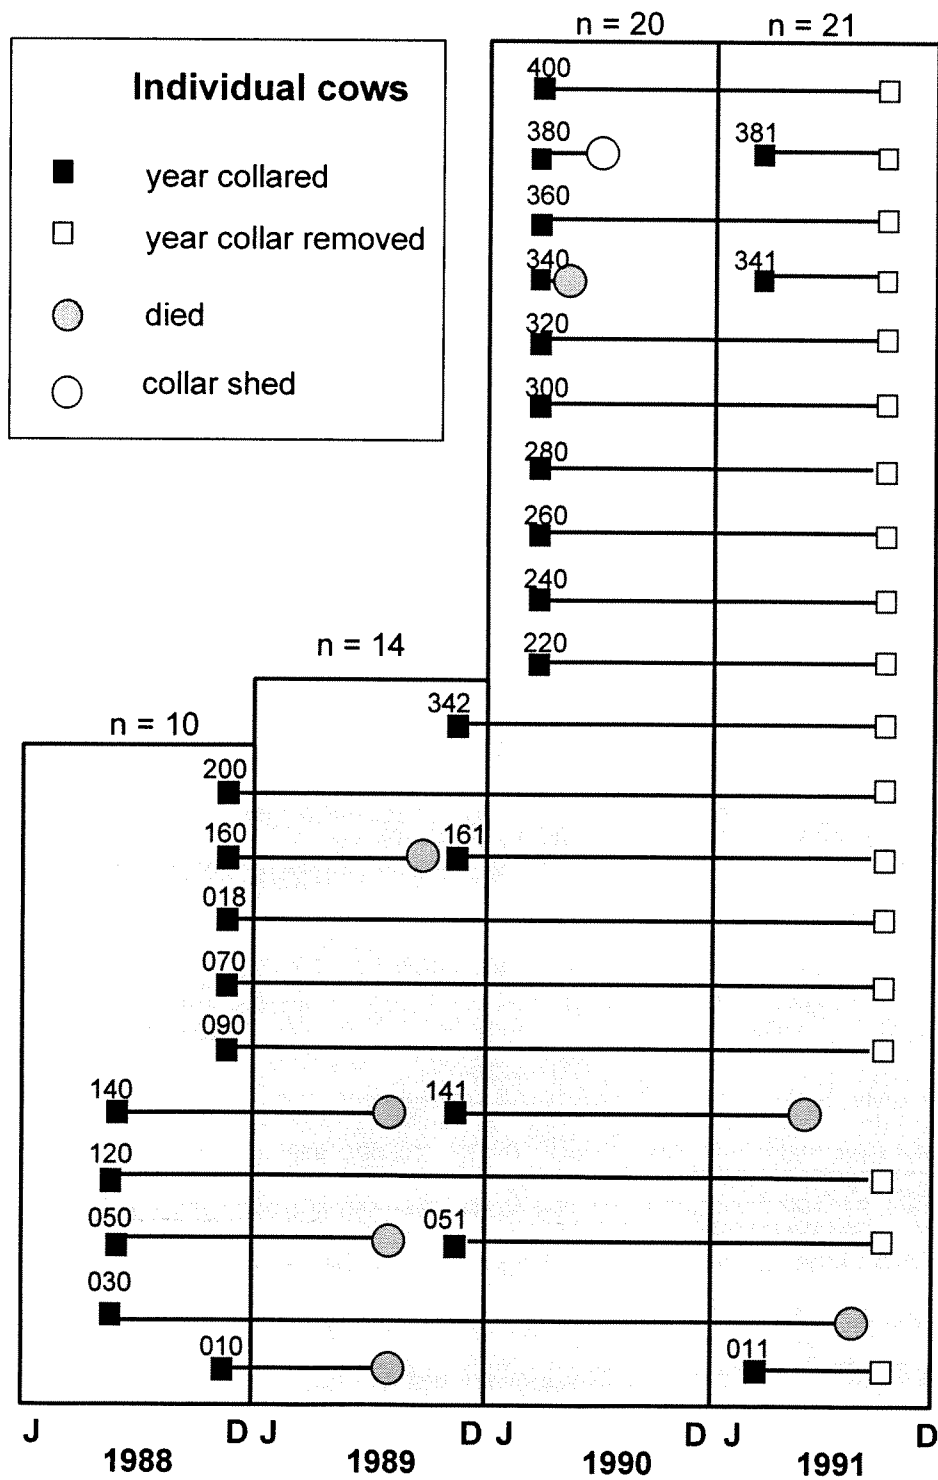 n = 20
n = 21
Individual cows
year collared
year collar removed
died
collar shed
400
380
381
360
340
341
320
300
280
260
240
220
n = 14
342
n = 10
200
160
161
018
070
090
140
141
120
050
051
030
010
011
J
D
J
D
J
D
J
D
1988
1989
1990
1991